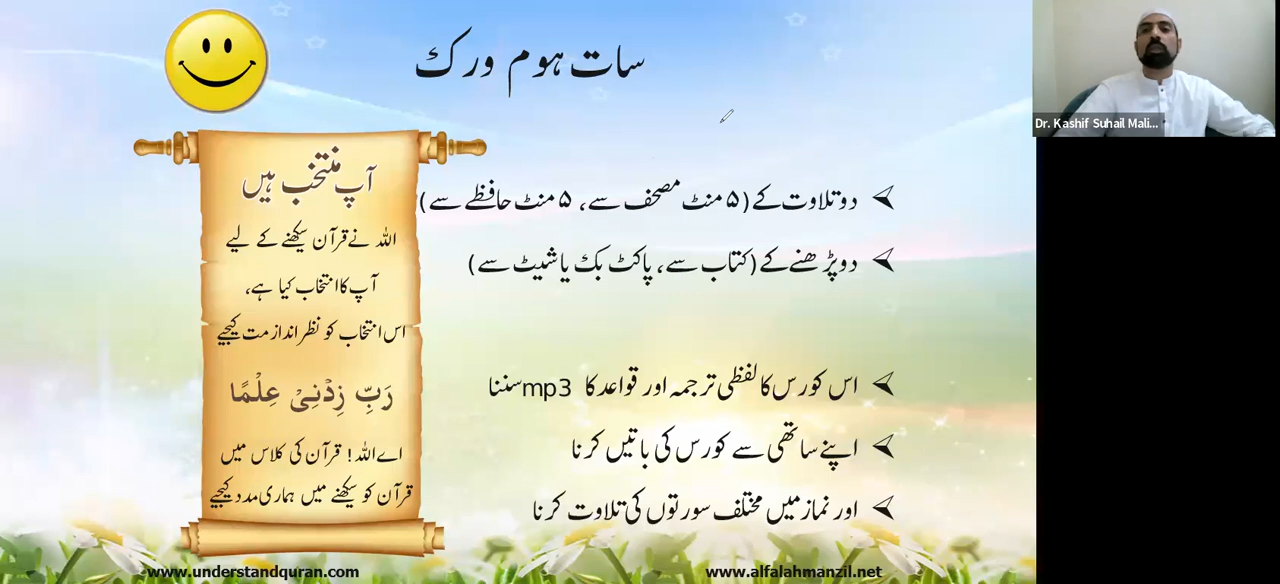 سات ہوم ورک
Dr. Kashif Suhail Mali...
دو تلاوت کے (۵ منٹ مصحف سے، ۵ منٹ حافظے سے)
دو پڑھنے کے (کتاب سے، پاکٹ بک یا شیٹ سے)
اس کورس کا لفظی ترجمہ اور قواعد کا mp3 سننا
اپنے ساتھی سے کورس کی باتیں کرنا
اور نماز میں مختلف سورتوں کی تلاوت کرنا
آپ منتخب ہیں
اللہ نے قرآن سیکھنے کے لیے
آپ کا انتخاب کیا ہے،
اس انتخاب کو نظر انداز مت کیجیے
رَبِّ زِدْنِیْ عِلْمًا
اے اللہ! قرآن کی کلاس میں
قرآن کو سیکھنے میں ہماری مدد کیجیے
www.understandquran.com
www.alfalahmanzil.net